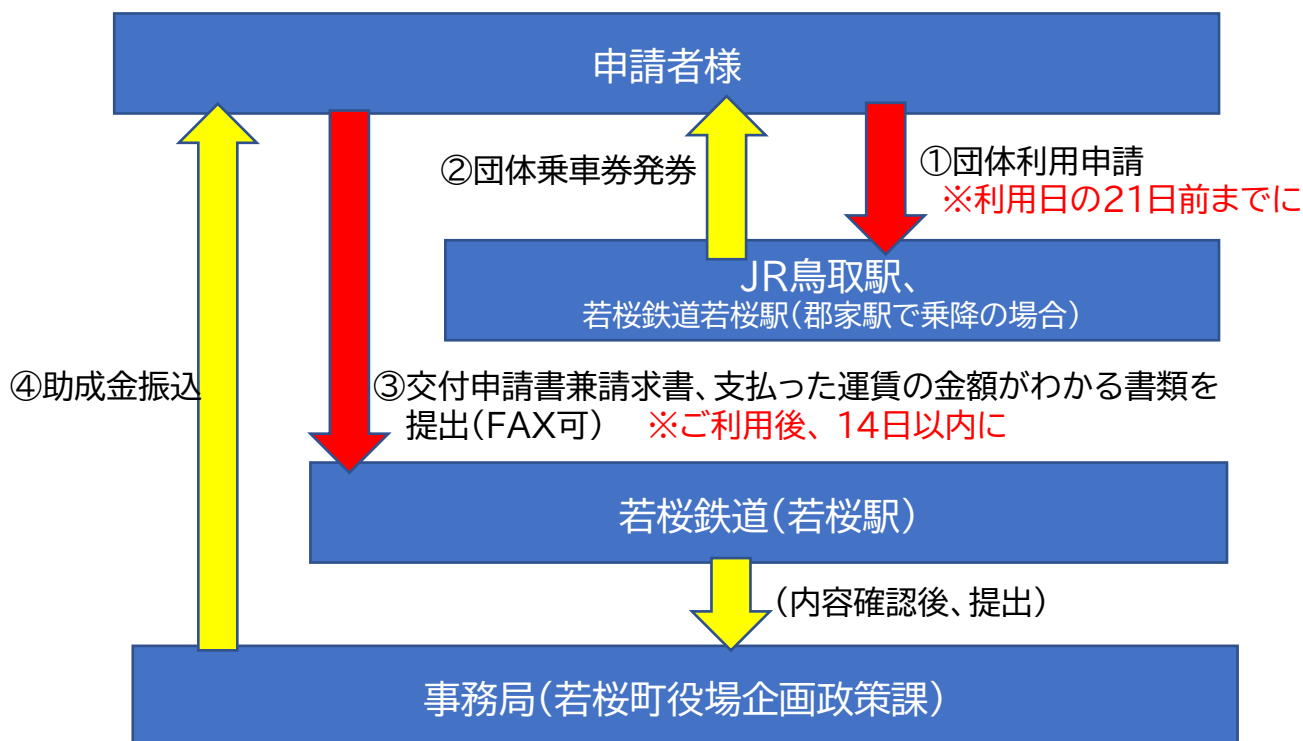 申請者様
②団体乗車券発券
①団体利用申請
※利用日の21日前までに
JR鳥取駅、
若桜鉄道若桜駅(郡家駅で乗降の場合)
④助成金振込
③交付申請書兼請求書、支払った運賃の金額がわかる書類を
提出(FAX可) ※ご利用後、14日以内に
若桜鉄道(若桜駅)
(内容確認後、提出)
事務局(若桜町役場企画政策課)